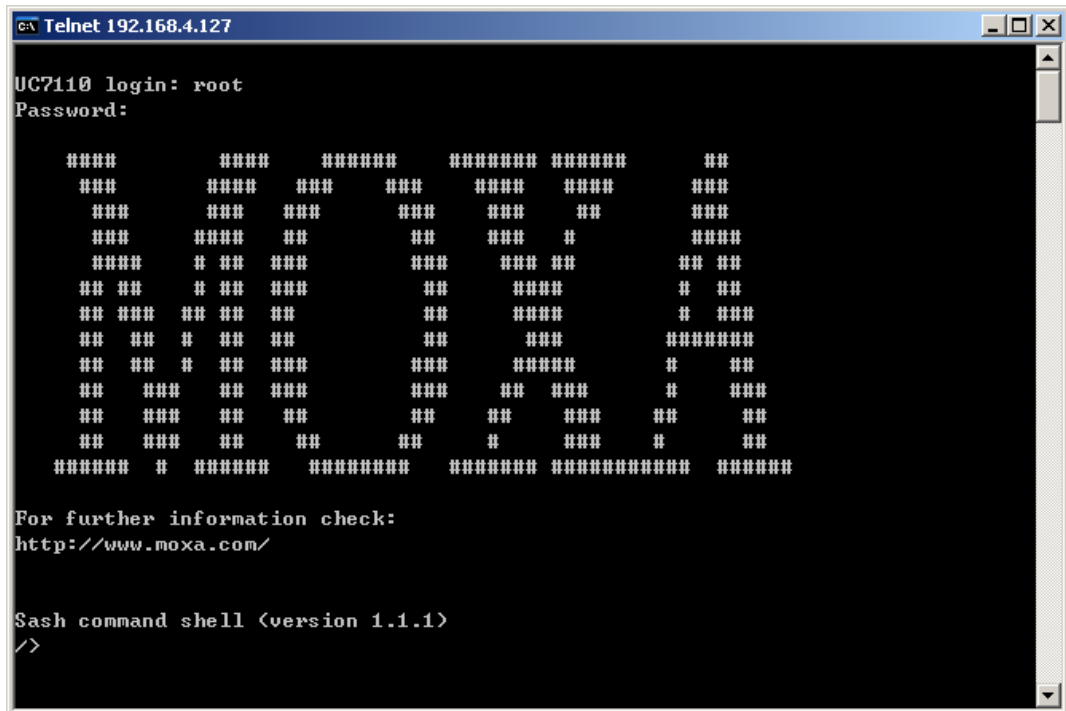 Telnet 192.168.4.127
UC7110 login: root
Password:
MOXA
For further information check:
http://www.moxa.com/
Sash command shell (version 1.1.1)
/>